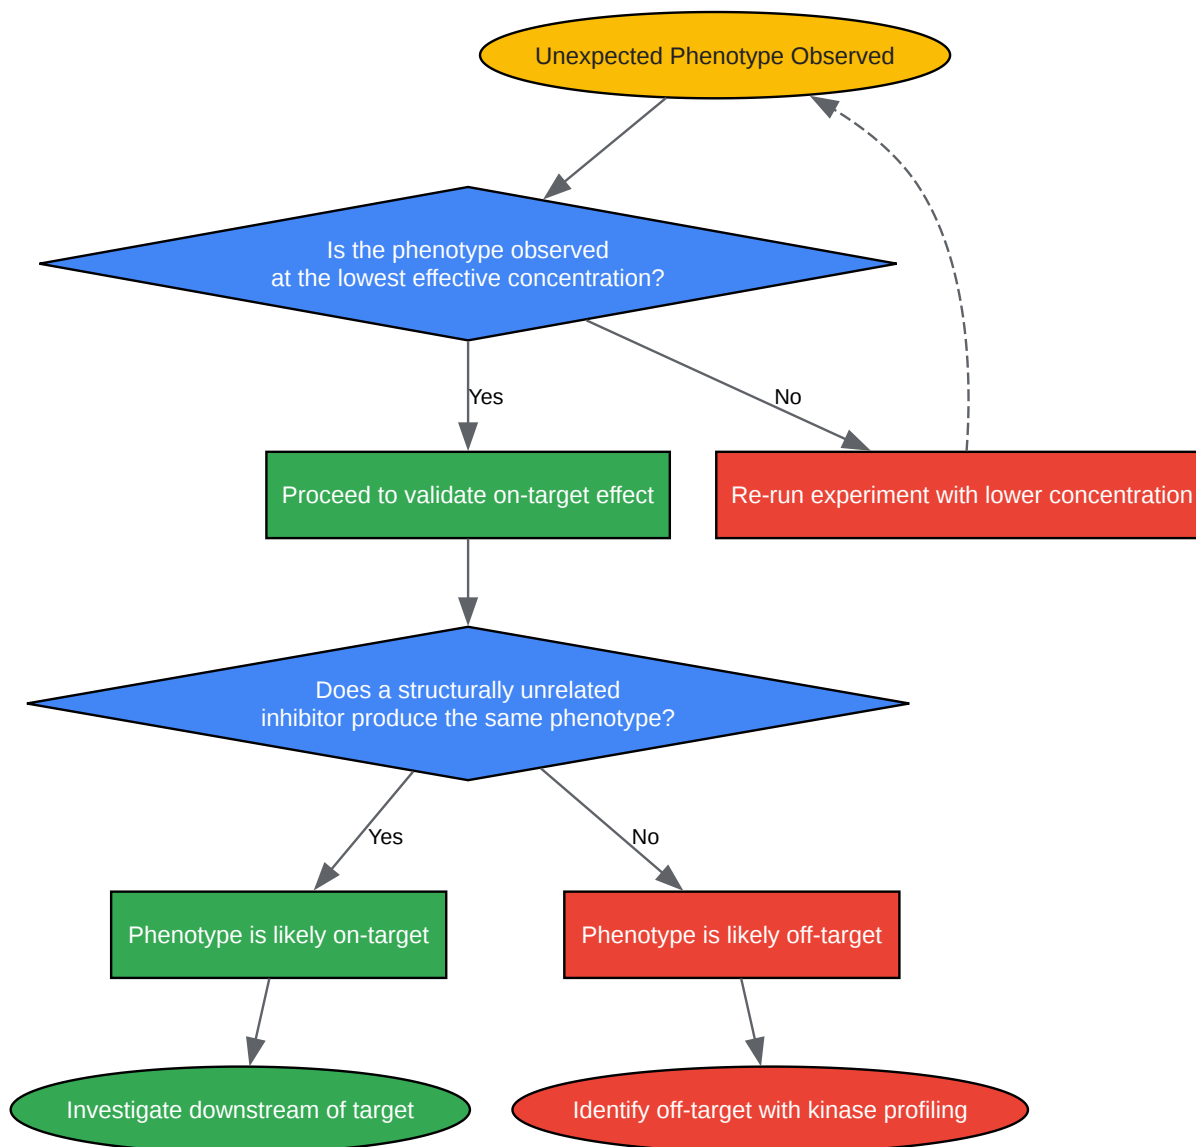 Unexpected Phenotype Observed
Is the phenotype observed
at the lowest effective concentration?
Yes
No
Proceed to validate on-target effect
Re-run experiment with lower concentration
Does a structurally unrelated
inhibitor produce the same phenotype?
Yes
No
Phenotype is likely on-target
Phenotype is likely off-target
Investigate downstream of target
Identify off-target with kinase profiling